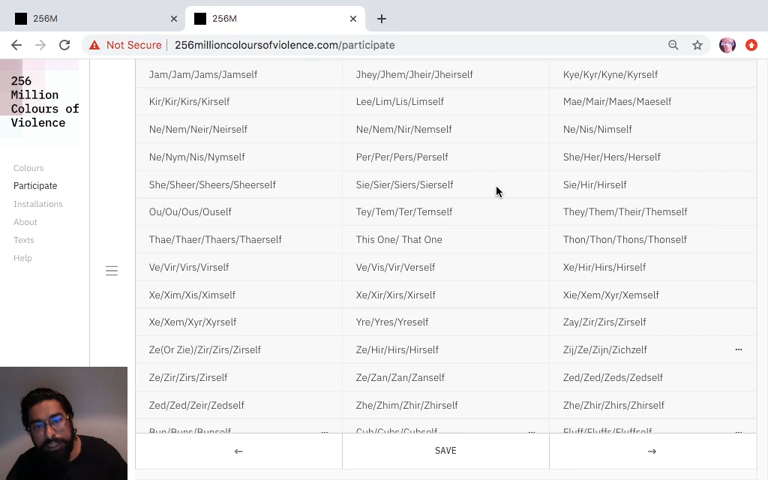 256M
256M
Not Secure 256millioncoloursofviolence.com/participate
256
Million
Colours of
Violence
Colours
Participate
Installations
About
Texts
Help
Jam/Jam/Jams/Jamself Jhey/Jhem/Jheir/Jheirself Kye/Kyr/Kyne/Kyrself
Kir/Kir/Kirs/Kirself Lee/Lim/Lis/Limself Mae/Mair/Maes/Maeself
Ne/Nem/Neir/Neirself Ne/Nem/Nir/Nemself Ne/Nis/Nimself
Ne/Nym/Nis/Nymself Per/Per/Pers/Perself She/Her/Hers/Herself
She/Sheer/Sheers/Sheerself Sie/Sier/Siers/Sierself Sie/Hir/Hirself
Ou/Ou/Ous/Ouself Tey/Tem/Ter/Temself They/Them/Their/Themself
Thae/Thaer/Thaers/Thaerself This One/ That One Thon/Thon/Thons/Thonself
Ve/Vir/Virs/Virself Ve/Vis/Vir/Verself Xe/Hir/Hirs/Hirself
Xe/Xim/Xis/Ximself Xe/Xir/Xirs/Xirself Xie/Xem/Xyr/Xemself
Xe/Xem/Xyr/Xyrself Yre/Yres/Yreself Zay/Zir/Zirs/Zirself
Ze(Or Zie)/Zir/Zirs/Zirself Ze/Hir/Hirs/Hirself Zij/Ze/Zijn/Zichzelf
Ze/Zir/Zirs/Zirself Ze/Zan/Zan/Zanself Zed/Zed/Zeds/Zedself
Zed/Zed/Zeir/Zedself Zhe/Zhim/Zhir/Zhirself Zhe/Zhir/Zhirs/Zhirself
Bun/Buns/Bunself Cub/Cubs/Cubself Fluff/Fluffs/Fluffself
← SAVE →